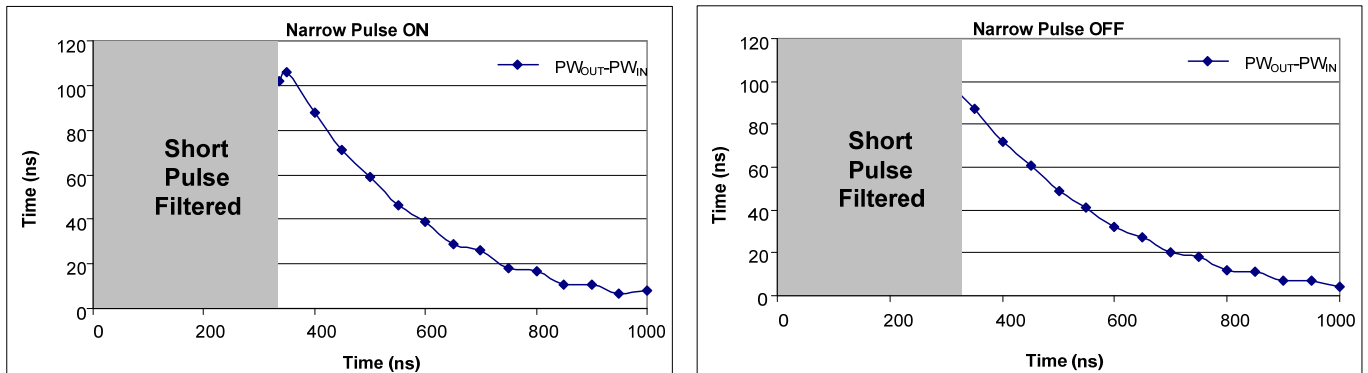 Narrow Pulse ON
120
100
80
60
40
20
0
Time (ns)
Short
Pulse
Filtered
PWOUT-PWIN
0 200 400 600 800 1000
Time (ns)
Narrow Pulse OFF
120
100
80
60
40
20
0
Time (ns)
Short
Pulse
Filtered
PWOUT-PWIN
0 200 400 600 800 1000
Time (ns)